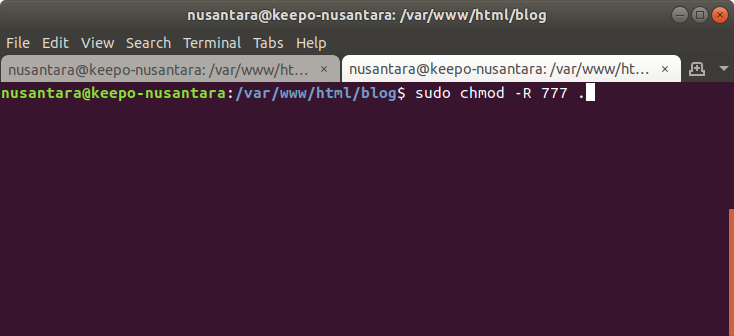 nusantara@keepo-nusantara: /var/www/html/blog
File Edit View Search Terminal Tabs Help
nusantara@keepo-nusantara: /var/www/ht... × nusantara@keepo-nusantara: /var/www/ht... ×
nusantara@keepo-nusantara:/var/www/html/blog$ sudo chmod -R 777 .